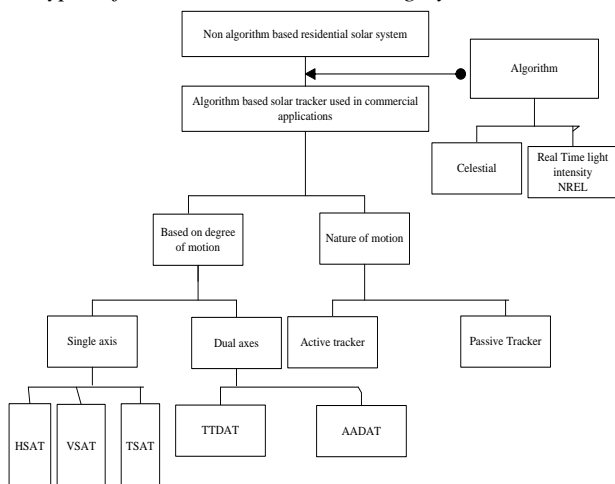 Non algorithm based residential solar system
Algorithm
Algorithm based solar tracker used in commercial
applications
Celestial
Real Time light
intensity
NREL
Based on degree
of motion
Nature of motion
Single axis
Dual axes
Active tracker
Passive Tracker
HSAT
VSAT
TSAT
TTDAT
AADAT